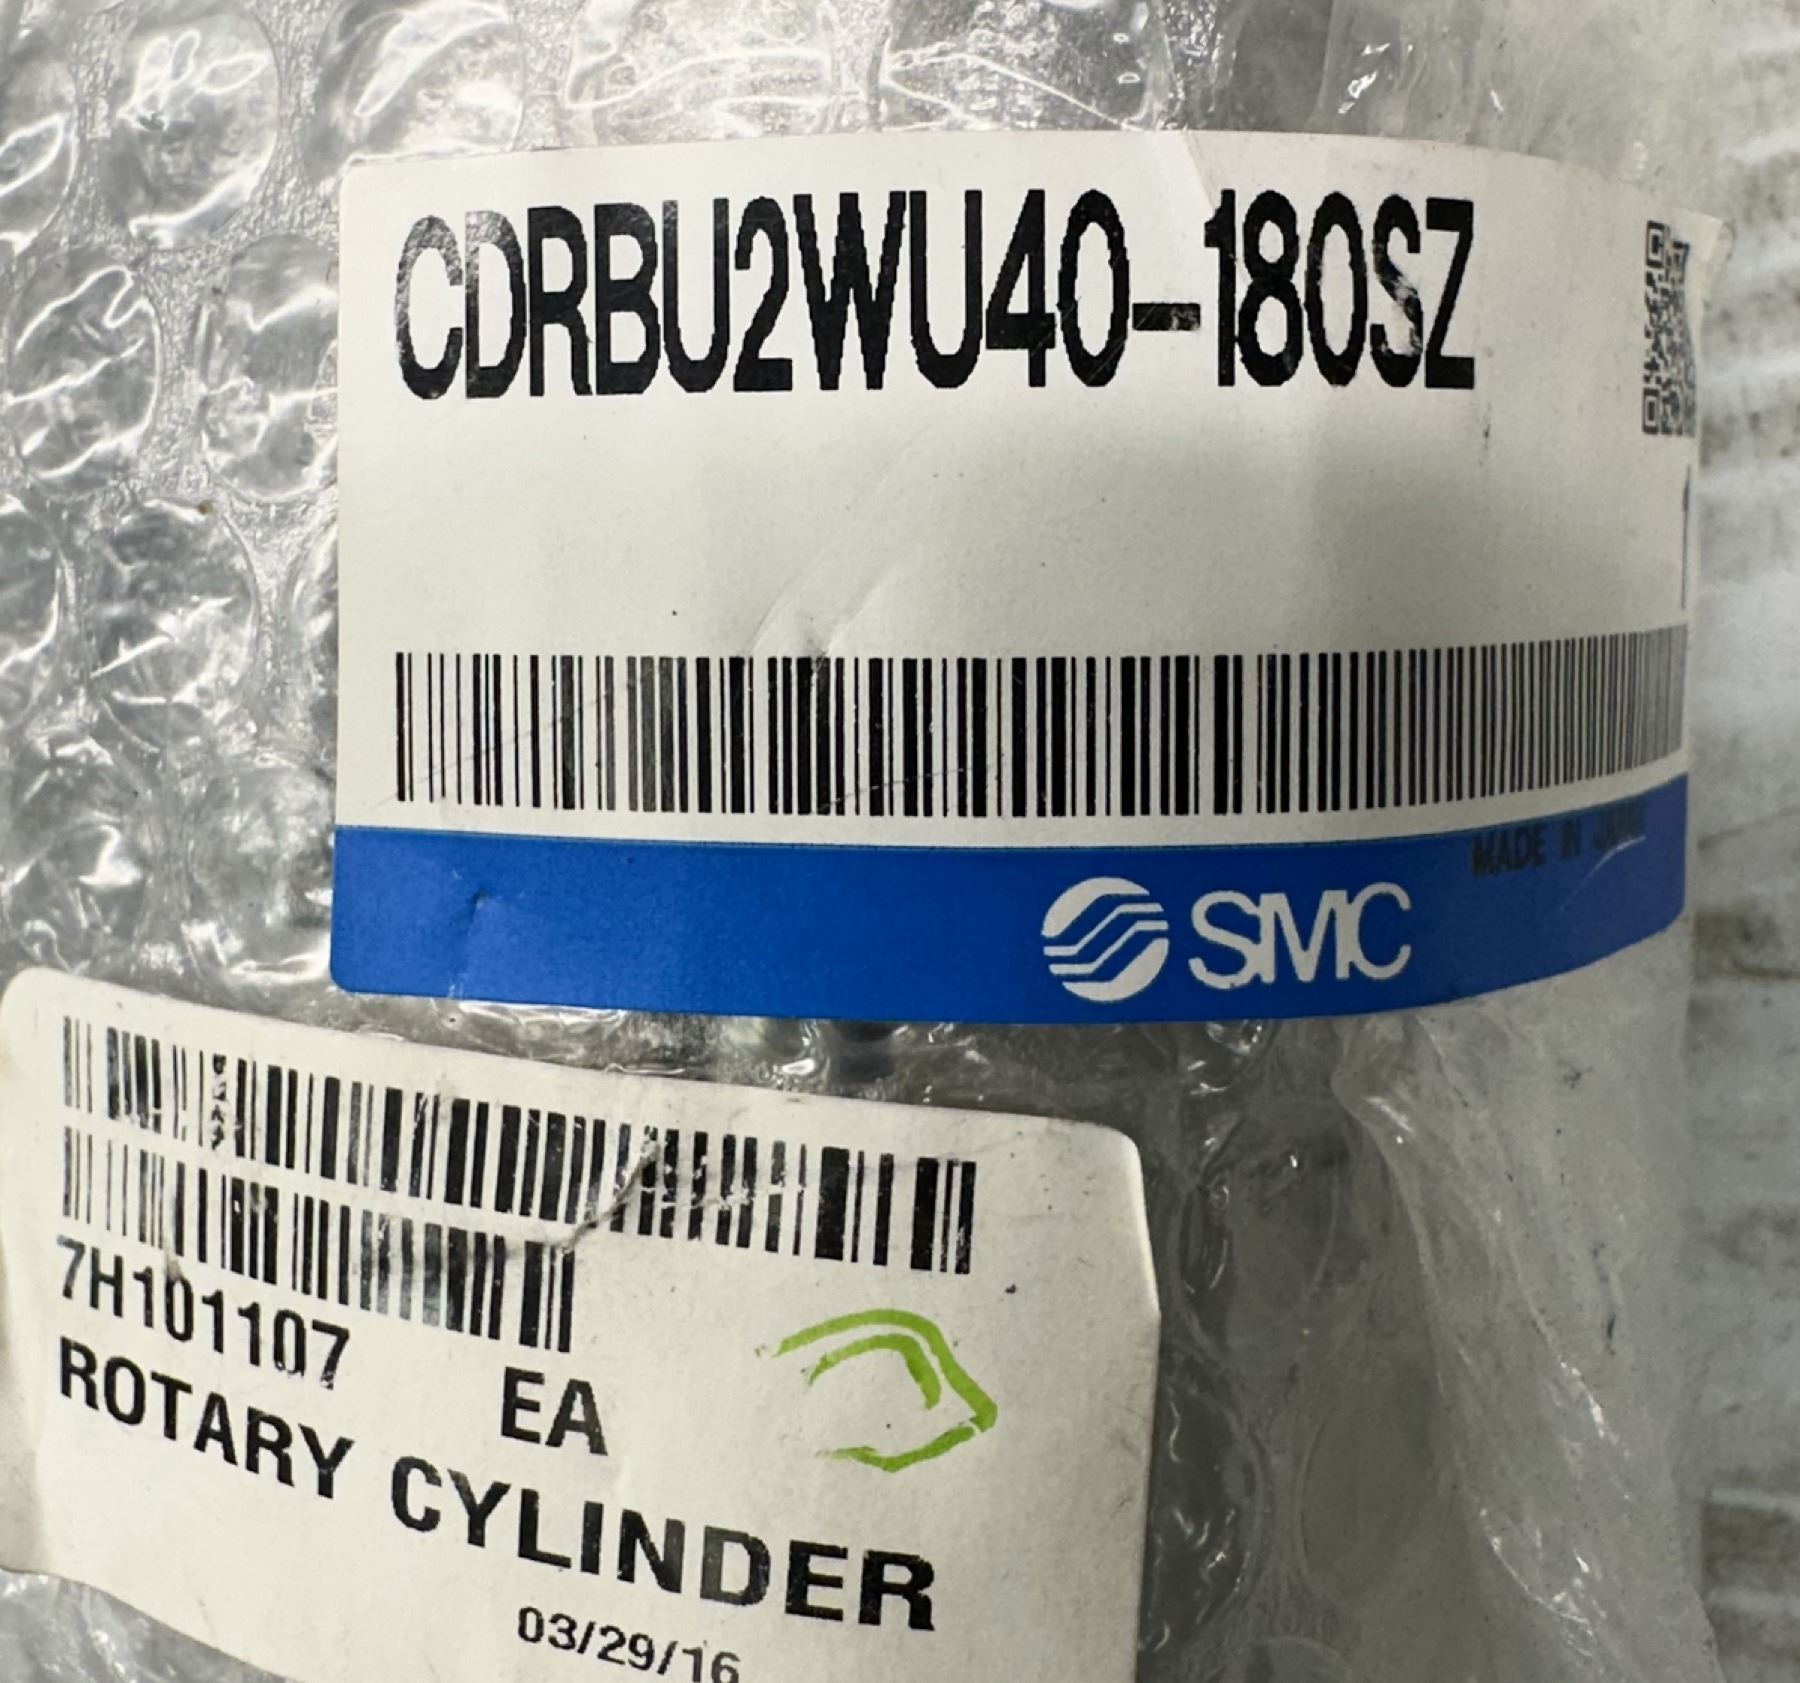 CDRBU2WU40-180SZ
MADE IN JAPAN
SMC
7H101107 EA
ROTARY CYLINDER
03/29/16